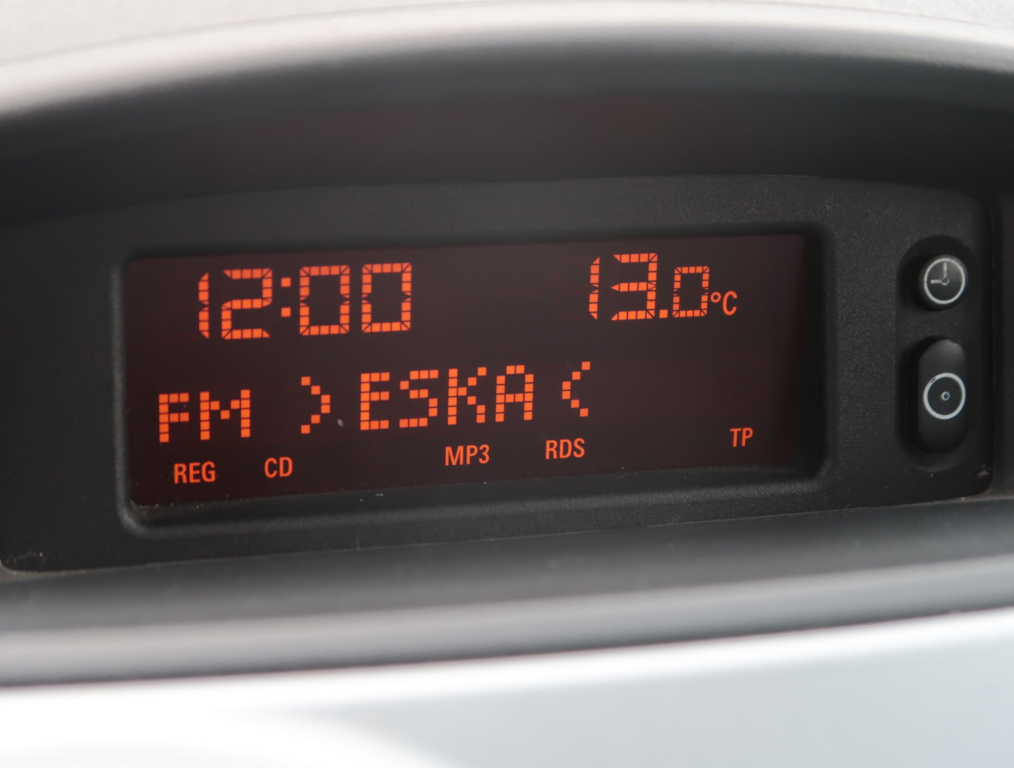 12:00 13.0°C
FM > ESKA <
REG CD MP3 RDS TP